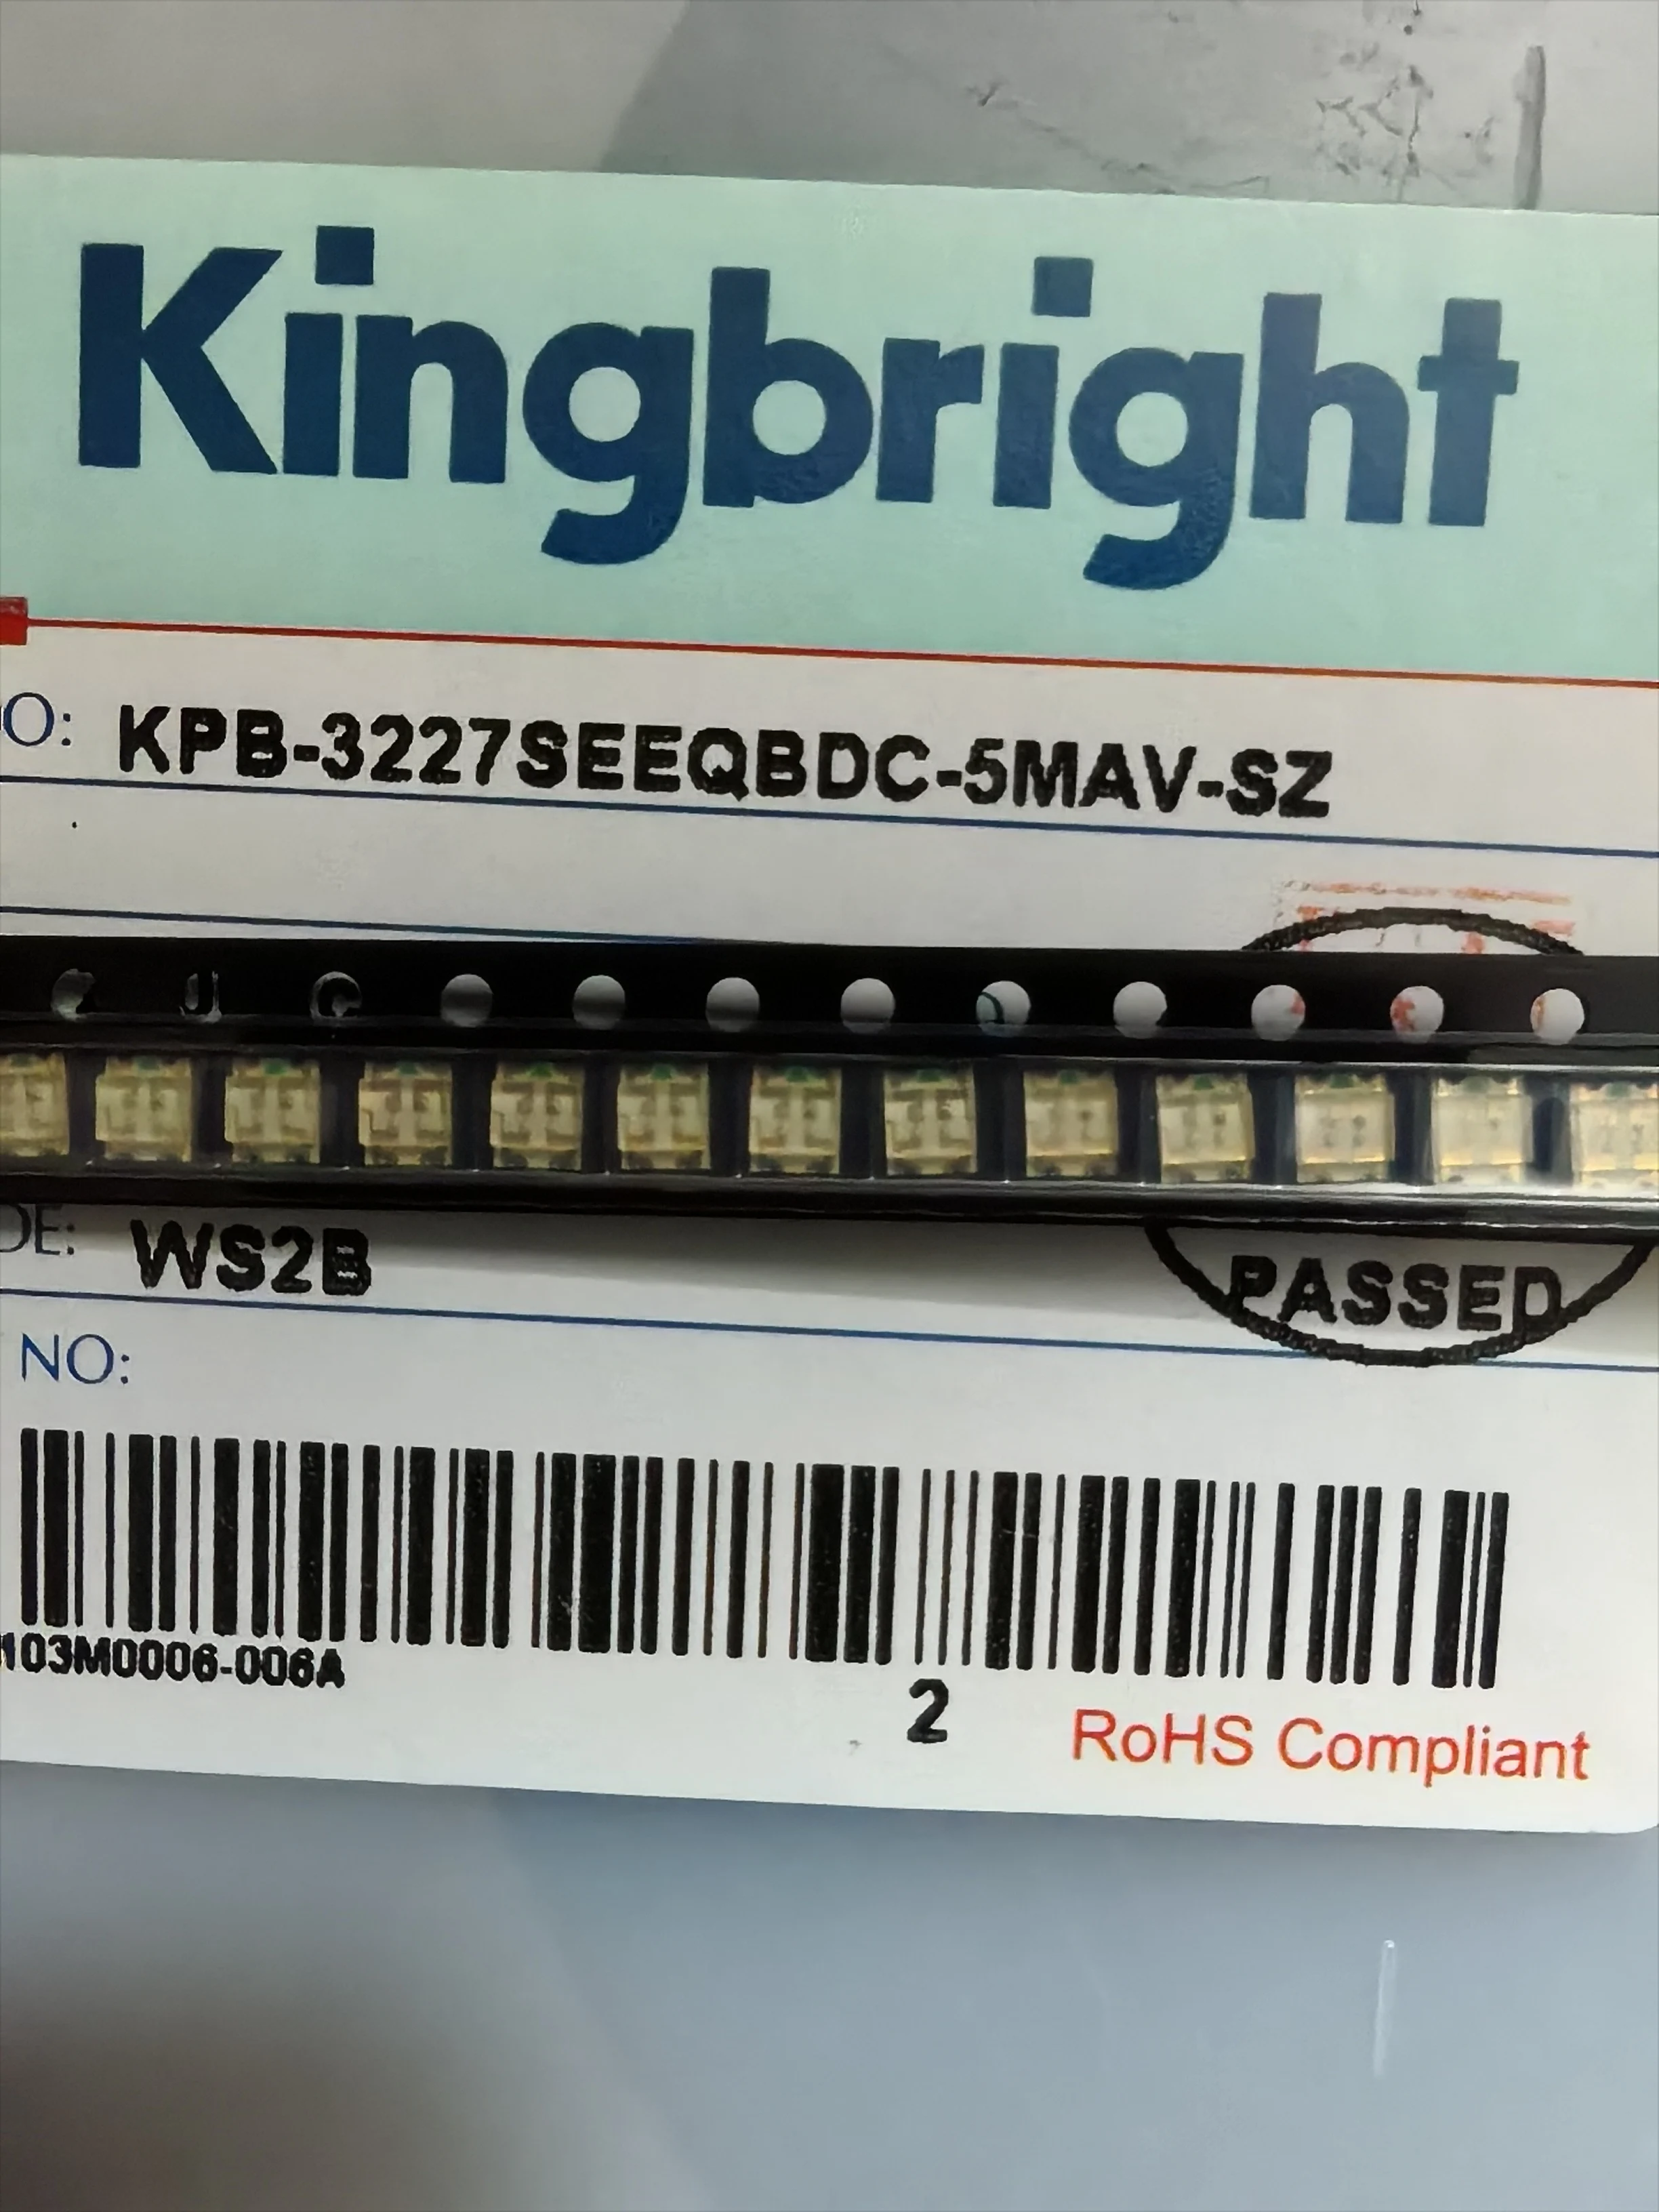 Kingbright
O: KPB-3227SEEQBDC-5MAV-SZ
DE: WS2B
PASSED
NO:
103M0006-006A
2
RoHS Compliant